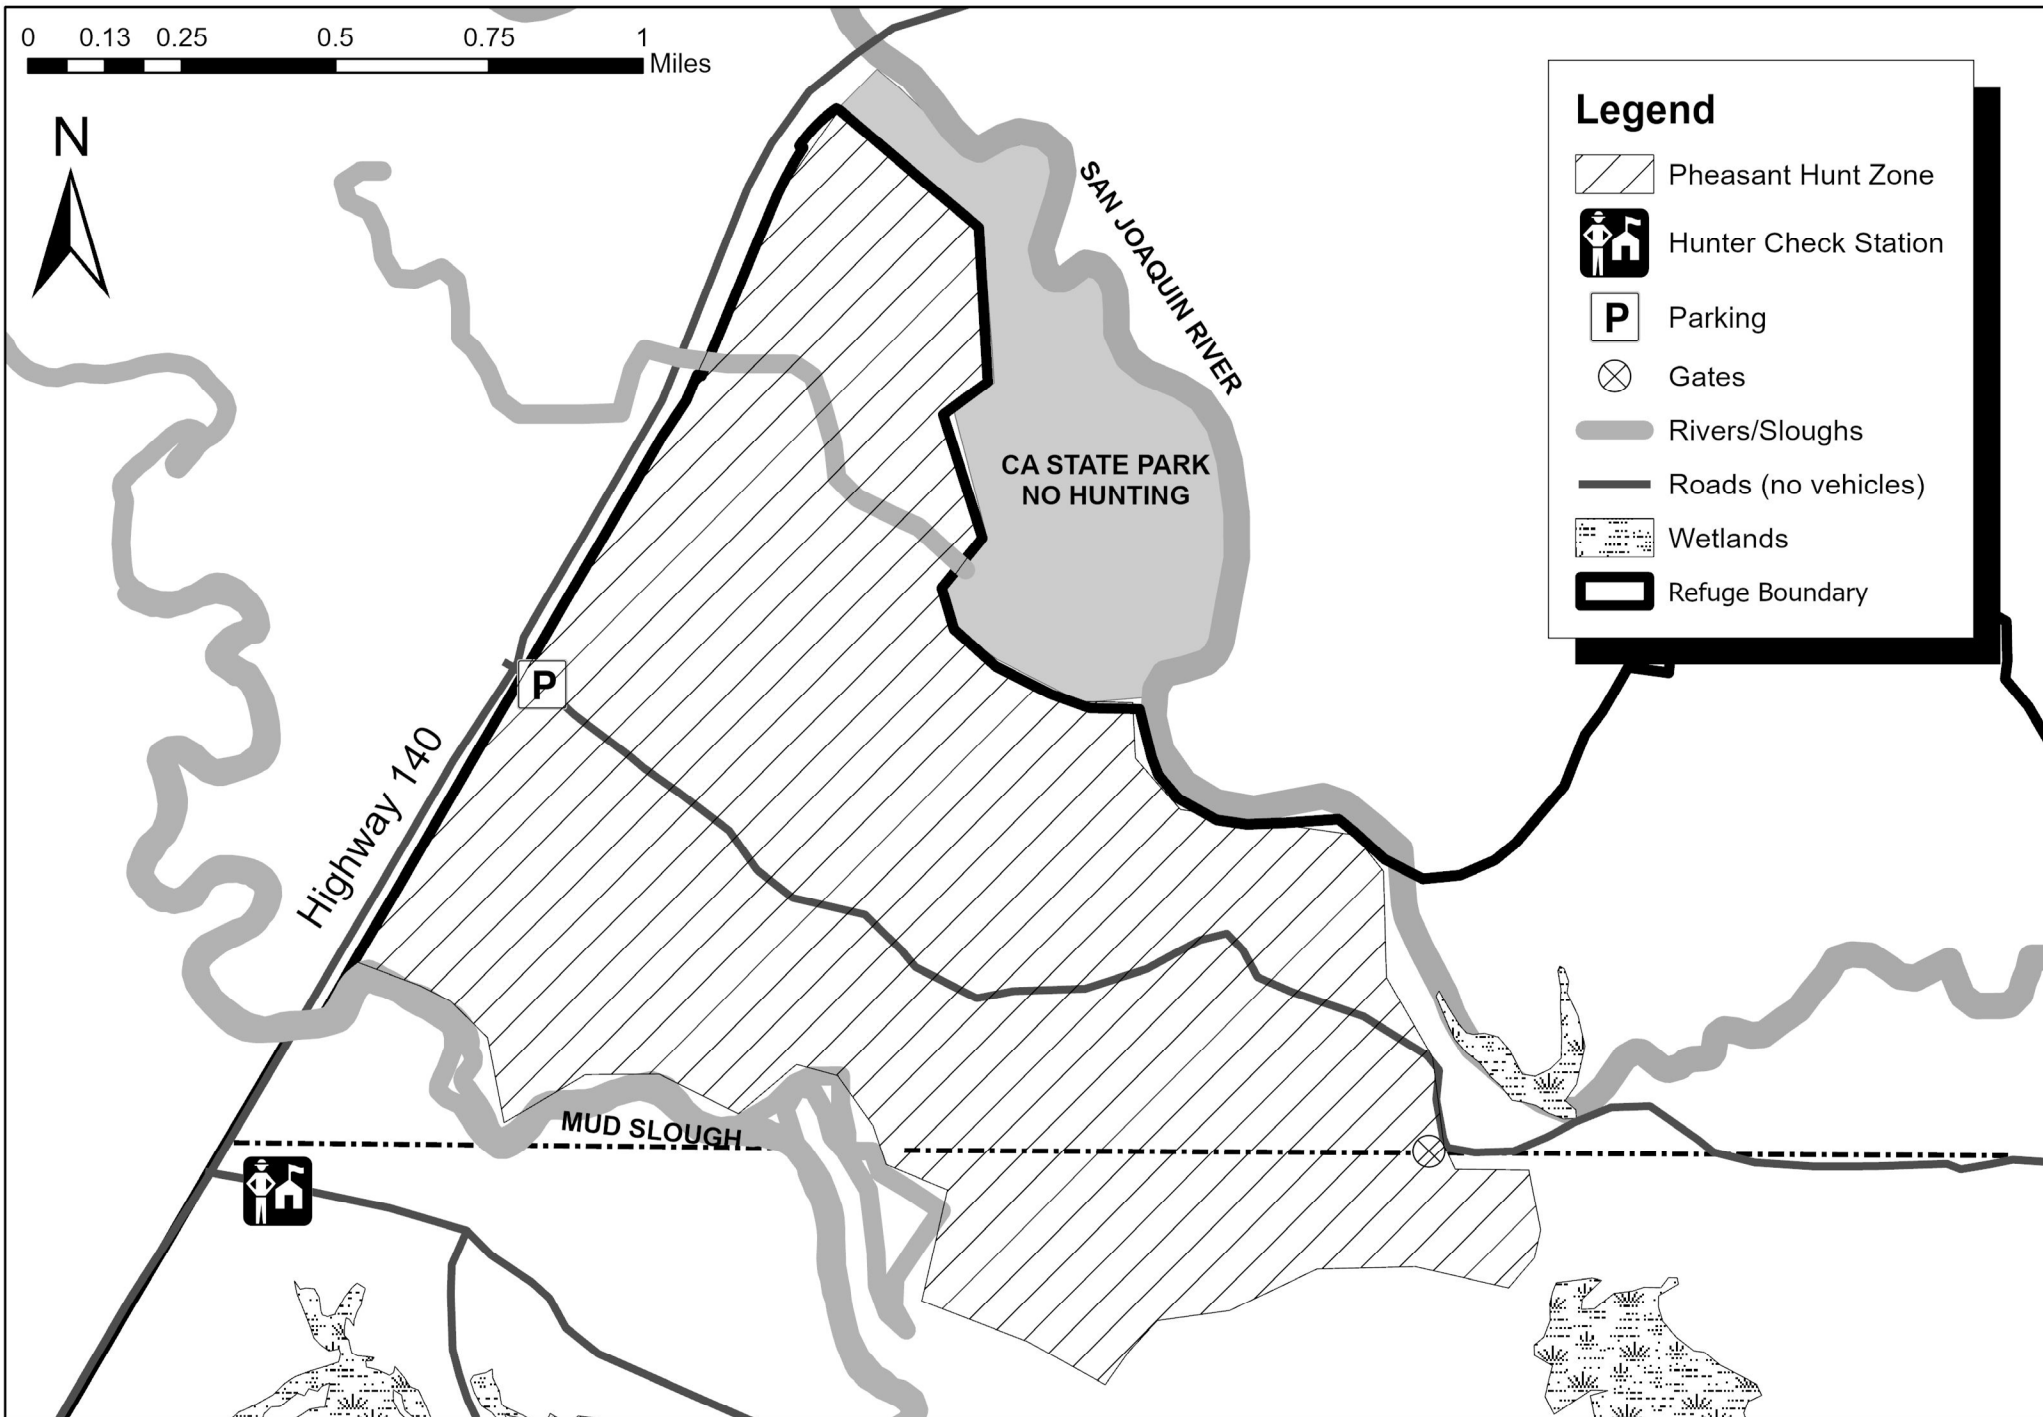 0 0.13 0.25 0.5 0.75 1
Miles
N
Legend
Pheasant Hunt Zone
Hunter Check Station
P Parking
Gates
Rivers/Sloughs
Roads (no vehicles)
Wetlands
Refuge Boundary
SAN JOAQUIN RIVER
CA STATE PARK
NO HUNTING
P
Highway 140
MUD SLOUGH